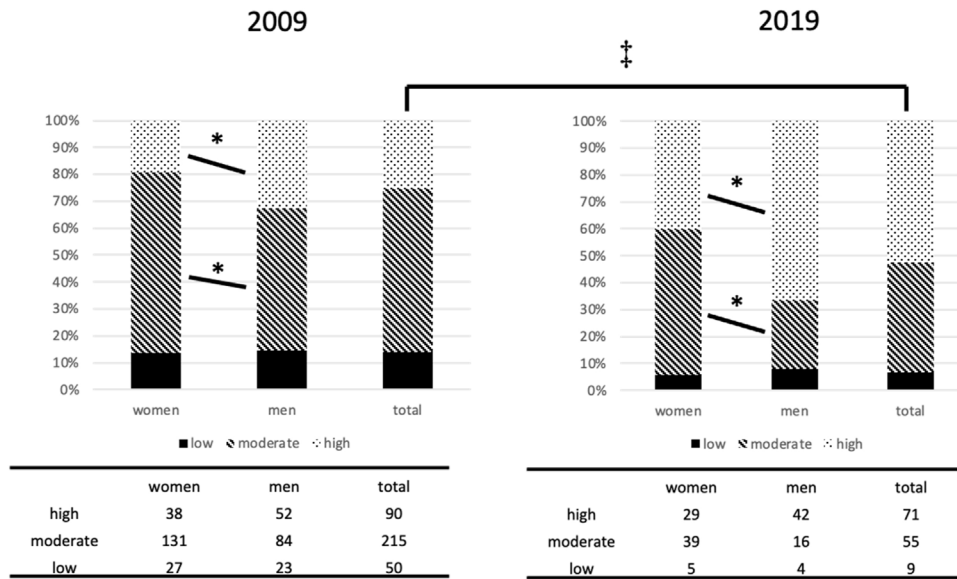 2009
2019
‡
100%
90%
80%
70%
60%
50%
40%
30%
20%
10%
0%
*
*
women men total
■ low moderate high
women men total
high 38 52 90
moderate 131 84 215
low 27 23 50
100%
90%
80%
70%
60%
50%
40%
30%
20%
10%
0%
*
*
women men total
■ low moderate high
women men total
high 29 42 71
moderate 39 16 55
low 5 4 9